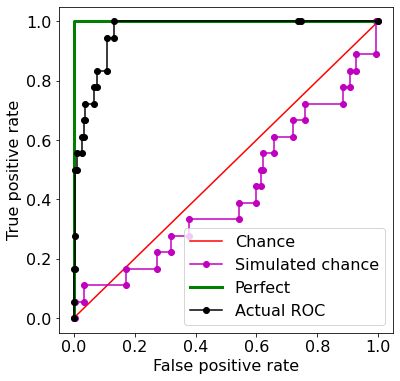 True positive rate
1.0
0.8
0.6
0.4
0.2
0.0
Chance
Simulated chance
Perfect
Actual ROC
0.0 0.2 0.4 0.6 0.8 1.0
False positive rate